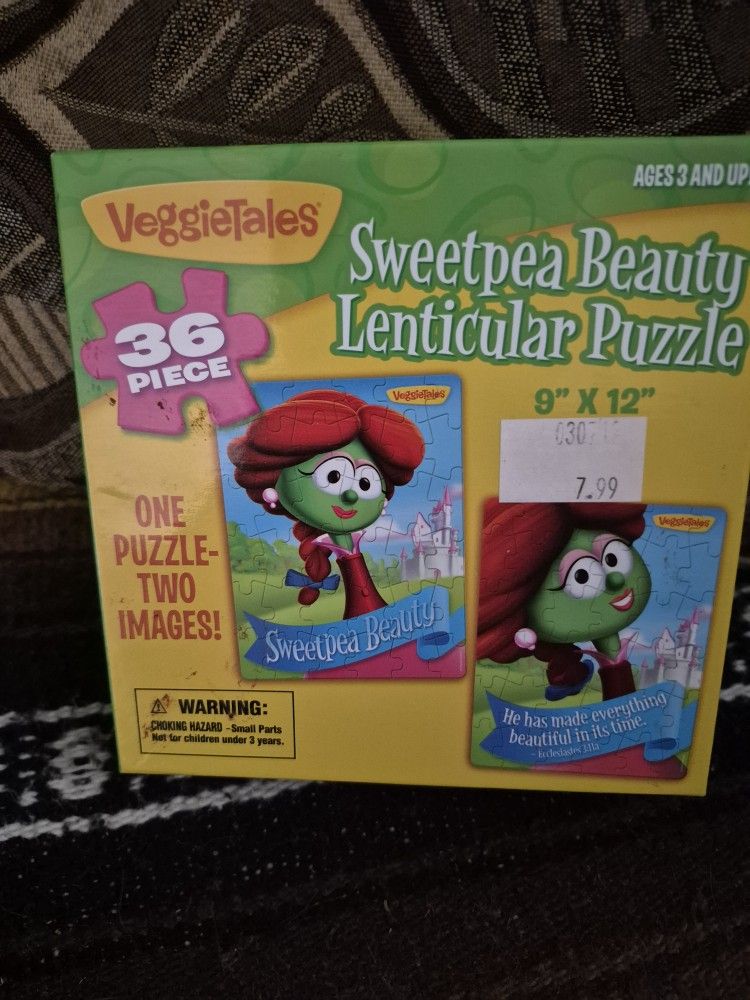 AGES 3 AND UP
VeggieTales®
Sweetpea Beauty
Lenticular Puzzle
36
PIECE
9" X 12"
7.99
VeggieTales
ONE
PUZZLE-
TWO
IMAGES!
Sweetpea Beauty
VeggieTales
He has made everything
beautiful in its time.
- Ecclesiastes 3:11a
WARNING:
CHOKING HAZARD - Small Parts
Not for children under 3 years.